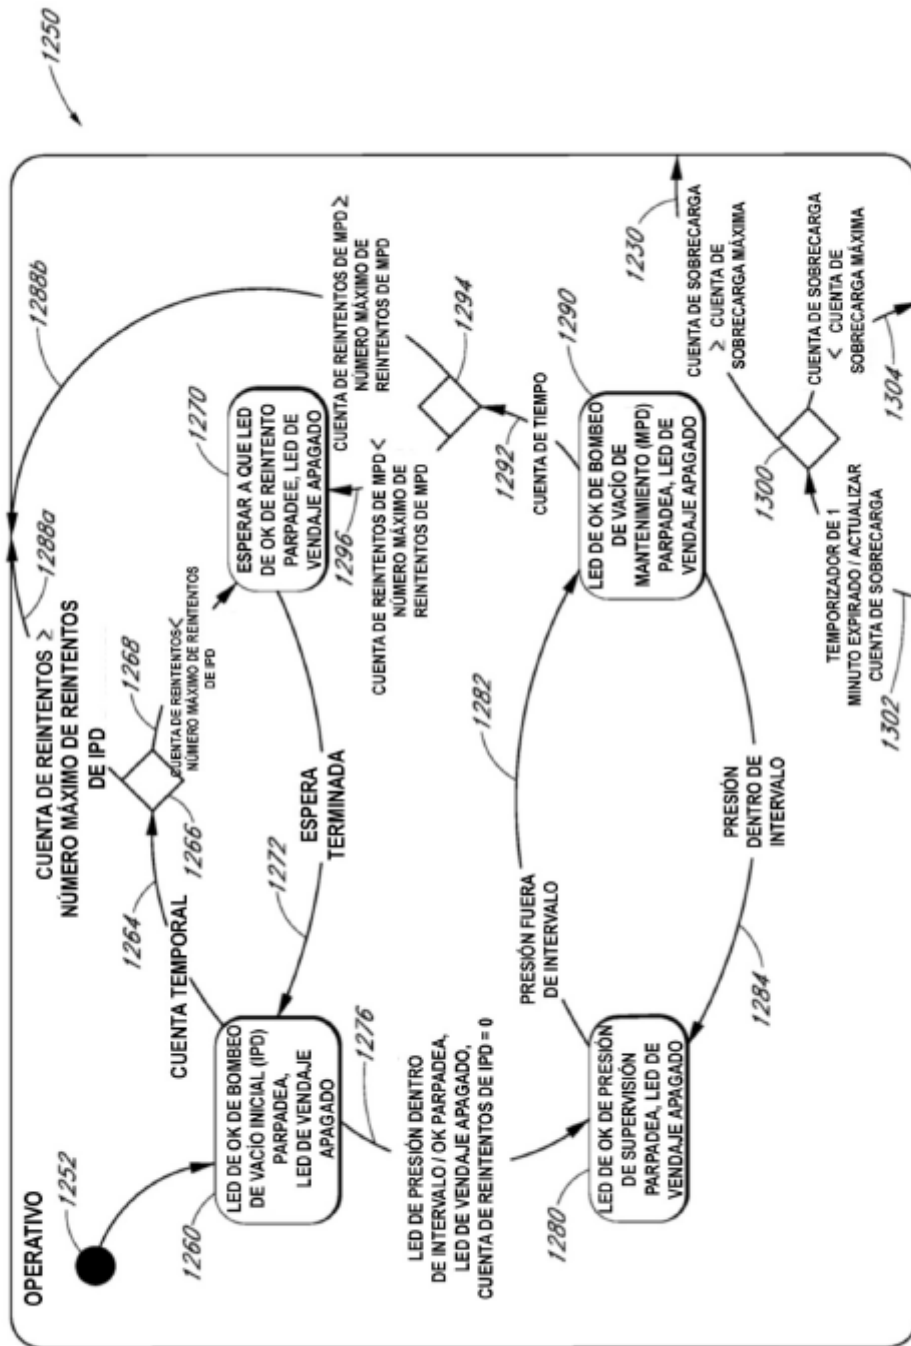 1250
OPERATIVO
1252
1260
LED DE OK DE BOMBEO
DE VACÍO INICIAL (IPD)
PARPADEA,
LED DE VENDAJE
APAGADO
CUENTA TEMPORAL
1264
1266
1268
CUENTA DE REINTENTOS ≥
NÚMERO MÁXIMO DE REINTENTOS
DE IPD
1288a
1288b
CUENTA DE REINTENTOS<
NÚMERO MÁXIMO DE REINTENTOS
DE IPD
1270
ESPERAR A QUE LED
DE OK DE REINTENTO
PARPADEE, LED DE
VENDAJE APAGADO
1272
ESPERA
TERMINADA
1276
LED DE PRESIÓN DENTRO
DE INTERVALO / OK PARPADEA,
LED DE VENDAJE APAGADO,
CUENTA DE REINTENTOS DE IPD = 0
1280
LED DE OK DE PRESIÓN
DE SUPERVISIÓN
PARPADEA, LED DE
VENDAJE APAGADO
PRESIÓN FUERA
DE INTERVALO
1282
PRESIÓN
DENTRO DE
INTERVALO
1284
1290
LED DE OK DE BOMBEO
DE VACÍO DE
MANTENIMIENTO (MPD)
PARPADEA, LED DE
VENDAJE APAGADO
CUENTA DE TIEMPO
1292
1294
CUENTA DE REINTENTOS DE MPD <
NÚMERO MÁXIMO DE
REINTENTOS DE MPD
1296
CUENTA DE REINTENTOS DE MPD ≥
NÚMERO MÁXIMO DE
REINTENTOS DE MPD
1230
CUENTA DE SOBRECARGA
≥ CUENTA DE
SOBRECARGA MÁXIMA
1300
TEMPORIZADOR DE 1
MINUTO EXPIRADO / ACTUALIZAR
CUENTA DE SOBRECARGA
1302
CUENTA DE SOBRECARGA
< CUENTA DE
SOBRECARGA MÁXIMA
1304